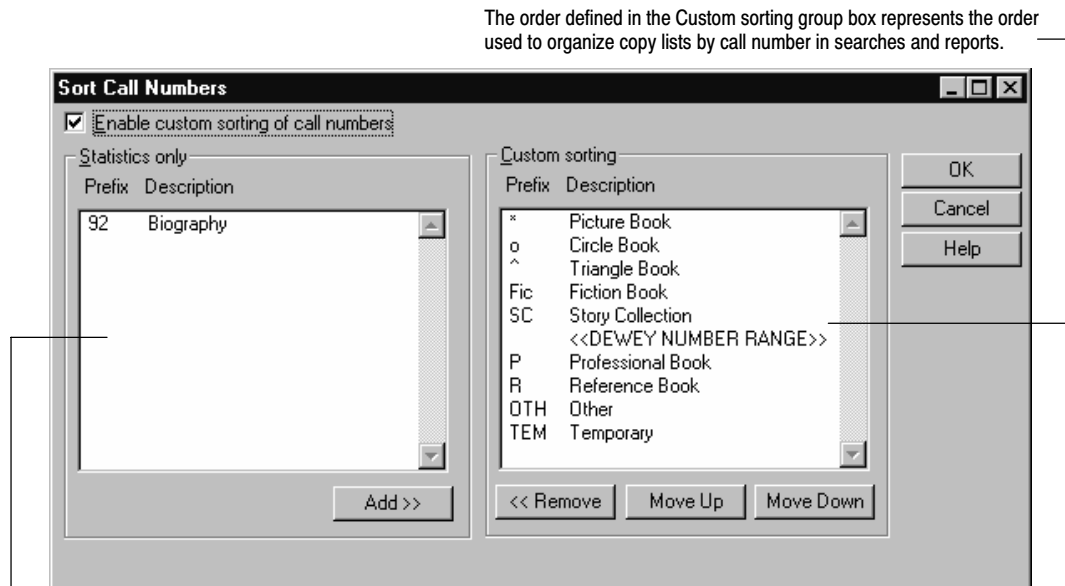 The order defined in the Custom sorting group box represents the order
used to organize copy lists by call number in searches and reports.
Sort Call Numbers
Enable custom sorting of call numbers
Statistics only
Prefix Description
92 Biography
Add >>
Custom sorting
Prefix Description
* Picture Book
o Circle Book
^ Triangle Book
Fic Fiction Book
SC Story Collection
<<DEWEY NUMBER RANGE>>
P Professional Book
R Reference Book
OTH Other
TEM Temporary
<< Remove Move Up Move Down
OK
Cancel
Help